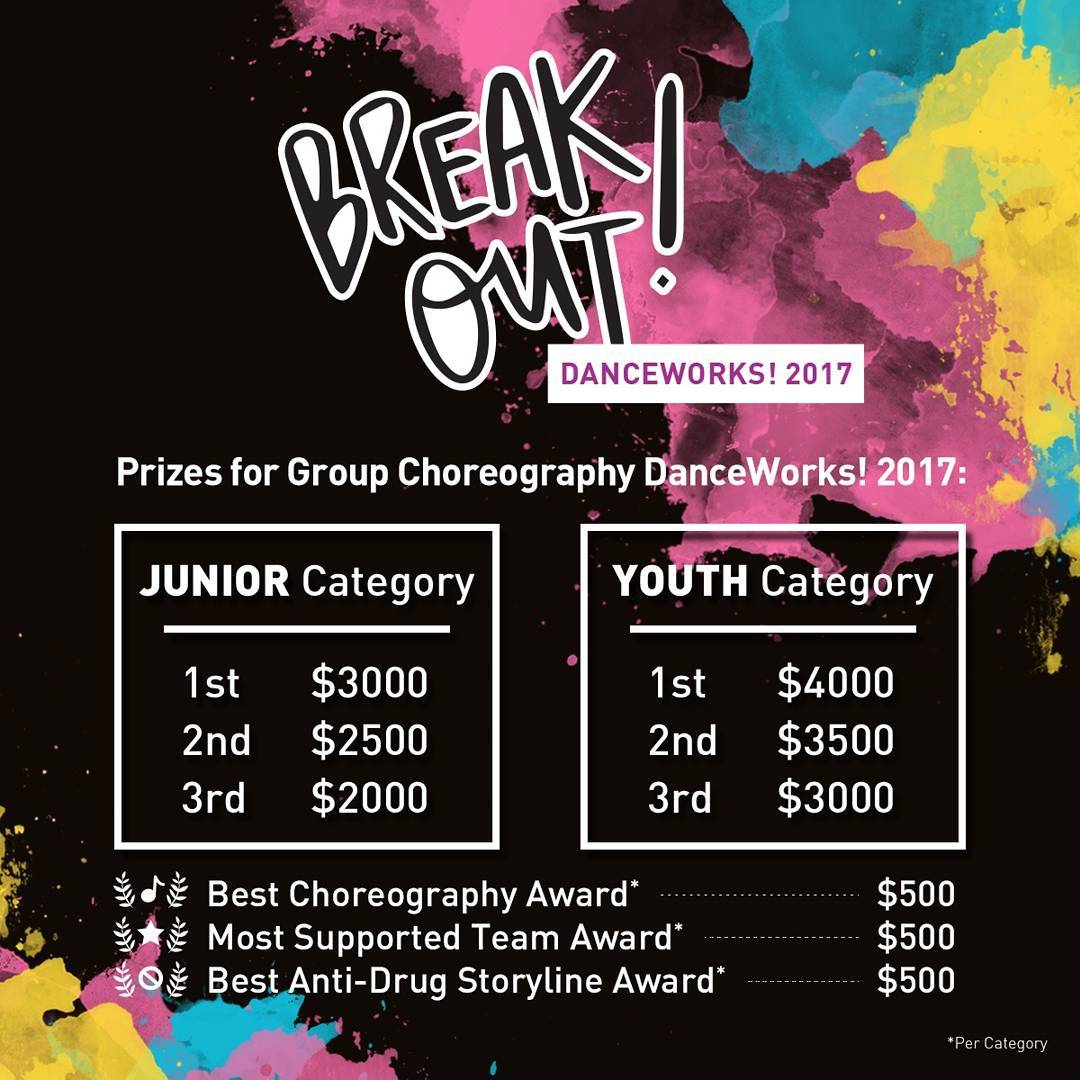 BREAK
OUT!
DANCEWORKS! 2017
Prizes for Group Choreography DanceWorks! 2017:
JUNIOR Category
1st $3000
2nd $2500
3rd $2000
YOUTH Category
1st $4000
2nd $3500
3rd $3000
Best Choreography Award* $500
Most Supported Team Award* $500
Best Anti-Drug Storyline Award* $500
*Per Category